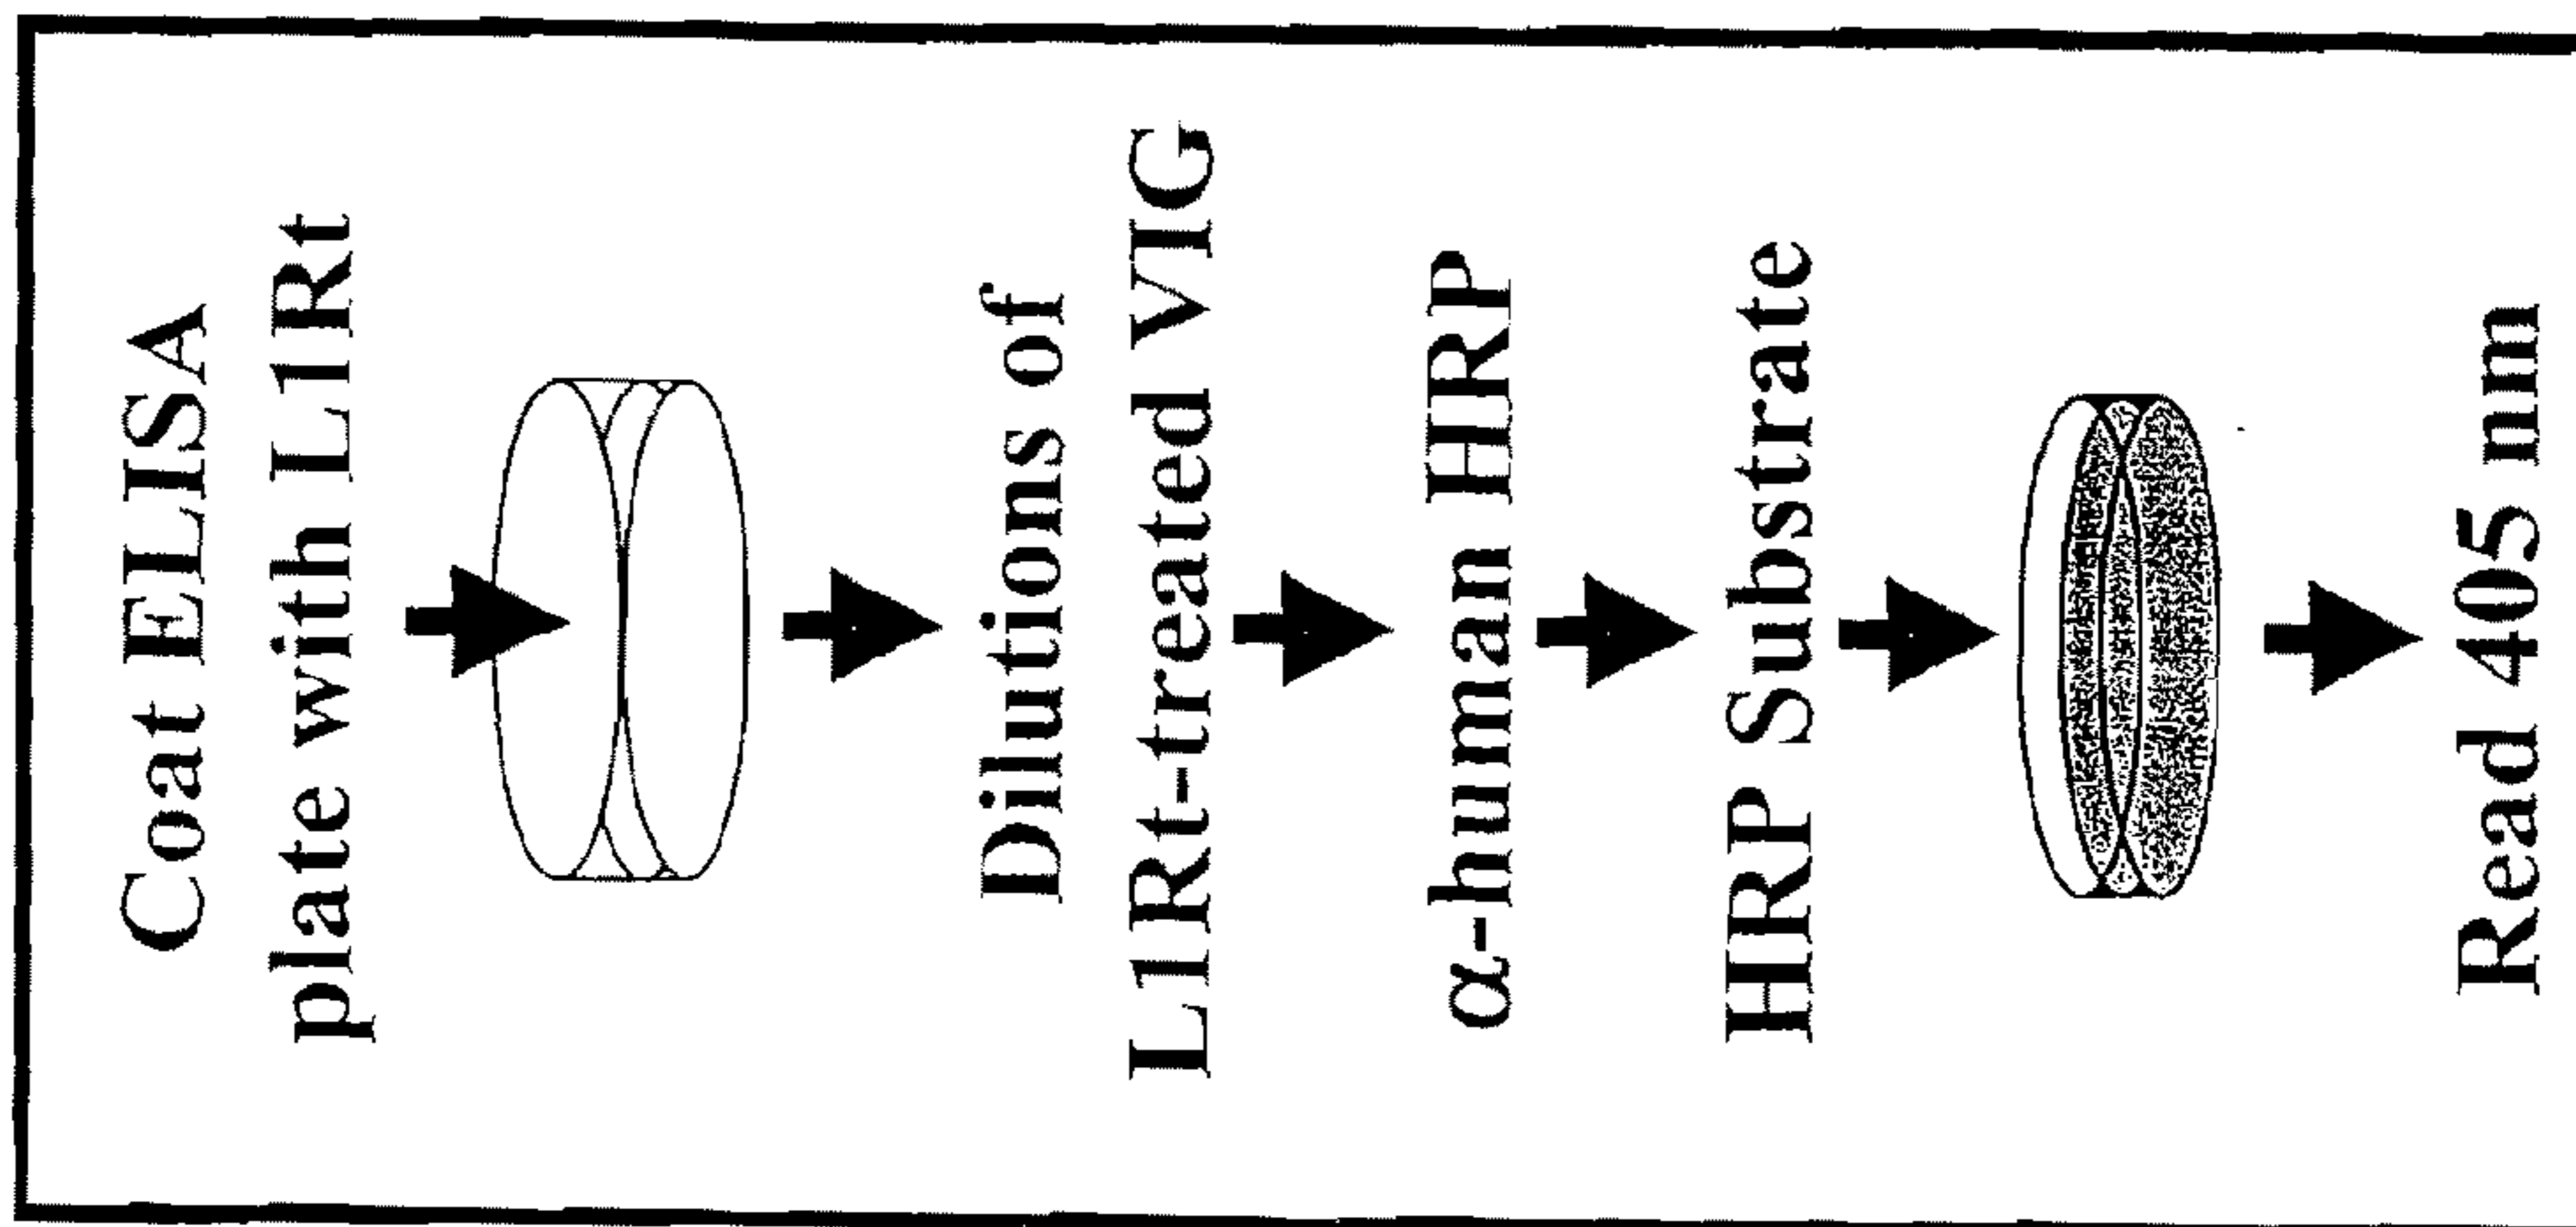 Coat ELISA
plate with L1Rt
Dilutions of
L1Rt-treated VIG
α-human HRP
HRP Substrate
Read 405 nm